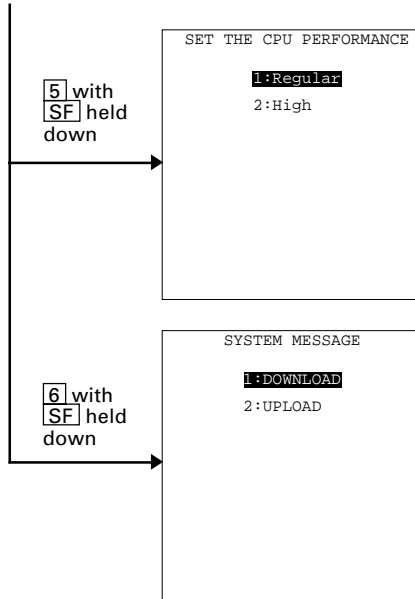 SET THE CPU PERFORMANCE
1:Regular
2:High
5 with
SF held
down
SYSTEM MESSAGE
1:DOWNLOAD
2:UPLOAD
6 with
SF held
down